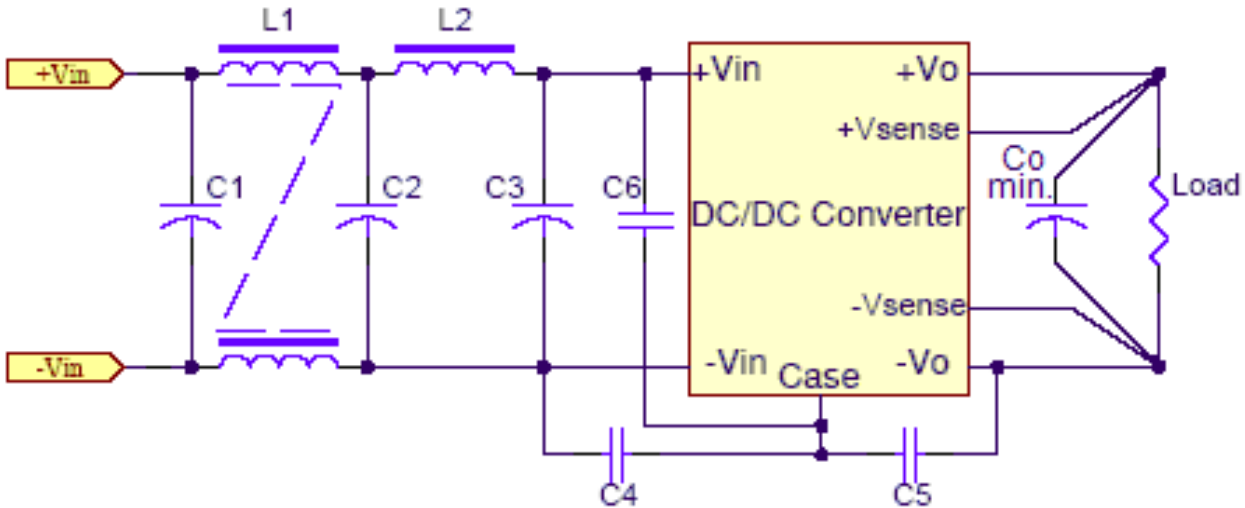 L1
L2
+Vin
+Vin
+Vo
+Vsense
C1
C2
C3
C6
Co
min.
Load
DC/DC Converter
-Vsense
-Vin
-Vin
Case
-Vo
C4
C5